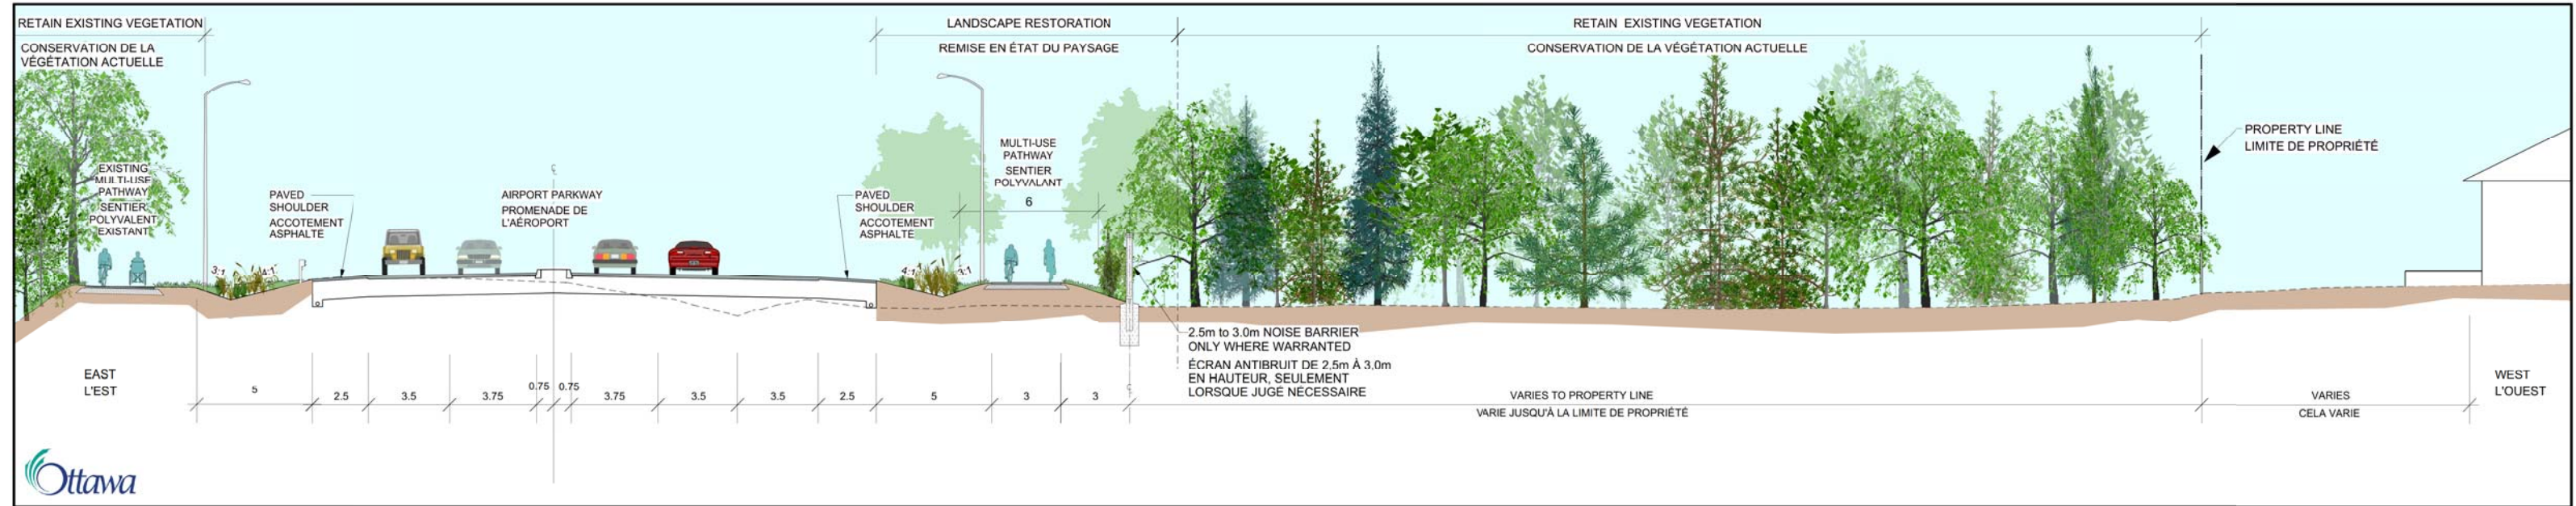 RETAIN EXISTING VEGETATION
CONSERVATION DE LA
VÉGÉTATION ACTUELLE
LANDSCAPE RESTORATION
REMISE EN ÉTAT DU PAYSAGE
RETAIN EXISTING VEGETATION
CONSERVATION DE LA VÉGÉTATION ACTUELLE
EXISTING
MULTI-USE
PATHWAY
SENTIER
POLYVALENT
EXISTANT
3:1
4:1
PAVED
SHOULDER
ACCOTEMENT
ASPHALTÉ
AIRPORT PARKWAY
PROMENADE DE
L'AÉROPORT
PAVED
SHOULDER
ACCOTEMENT
ASPHALTÉ
4:1
3:1
MULTI-USE
PATHWAY
SENTIER
POLYVALANT
6
PROPERTY LINE
LIMITE DE PROPRIÉTÉ
2.5m to 3.0m NOISE BARRIER
ONLY WHERE WARRANTED
ÉCRAN ANTIBRUIT DE 2,5m À 3,0m
EN HAUTEUR, SEULEMENT
LORSQUE JUGÉ NÉCESSAIRE
EAST
L'EST
5
2.5
3.5
3.75
0.75
0.75
3.75
3.5
3.5
2.5
5
3
3
VARIES TO PROPERTY LINE
VARIE JUSQU'À LA LIMITE DE PROPRIÉTÉ
VARIES
CELA VARIE
WEST
L'OUEST
Ottawa